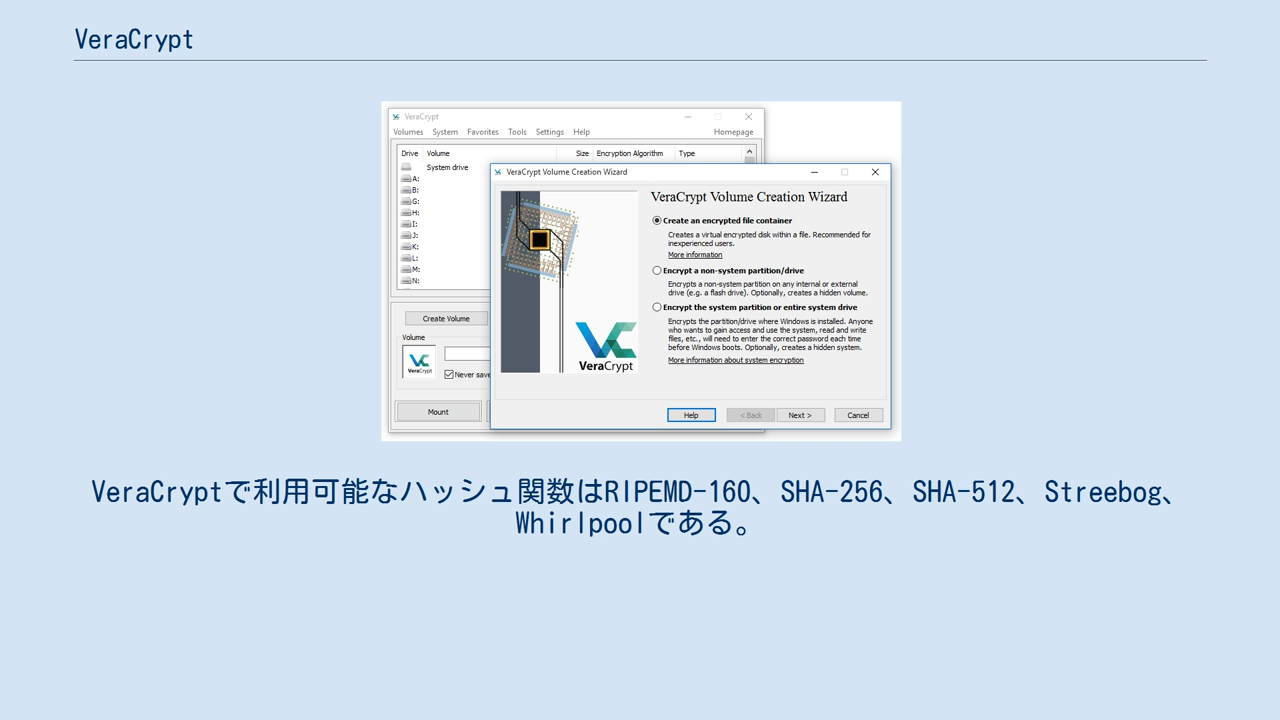 VeraCrypt
VeraCrypt
Volumes System Favorites Tools Settings Help Homepage
Drive Volume Size Encryption Algorithm Type
System drive
A:
B:
G:
H:
I:
J:
K:
L:
M:
N:
Create Volume
Volume
VeraCrypt
Never save
Mount
VeraCrypt Volume Creation Wizard
VeraCrypt Volume Creation Wizard
Create an encrypted file container
Creates a virtual encrypted disk within a file. Recommended for
inexperienced users.
More information
Encrypt a non-system partition/drive
Encrypts a non-system partition on any internal or external
drive (e.g. a flash drive). Optionally, creates a hidden volume.
Encrypt the system partition or entire system drive
Encrypts the partition/drive where Windows is installed. Anyone
who wants to gain access and use the system, read and write
files, etc., will need to enter the correct password each time
before Windows boots. Optionally, creates a hidden system.
More information about system encryption
VeraCrypt
Help < Back Next > Cancel
VeraCryptで利用可能なハッシュ関数はRIPEMD-160、SHA-256、SHA-512、Streebog、
Whirlpoolである。